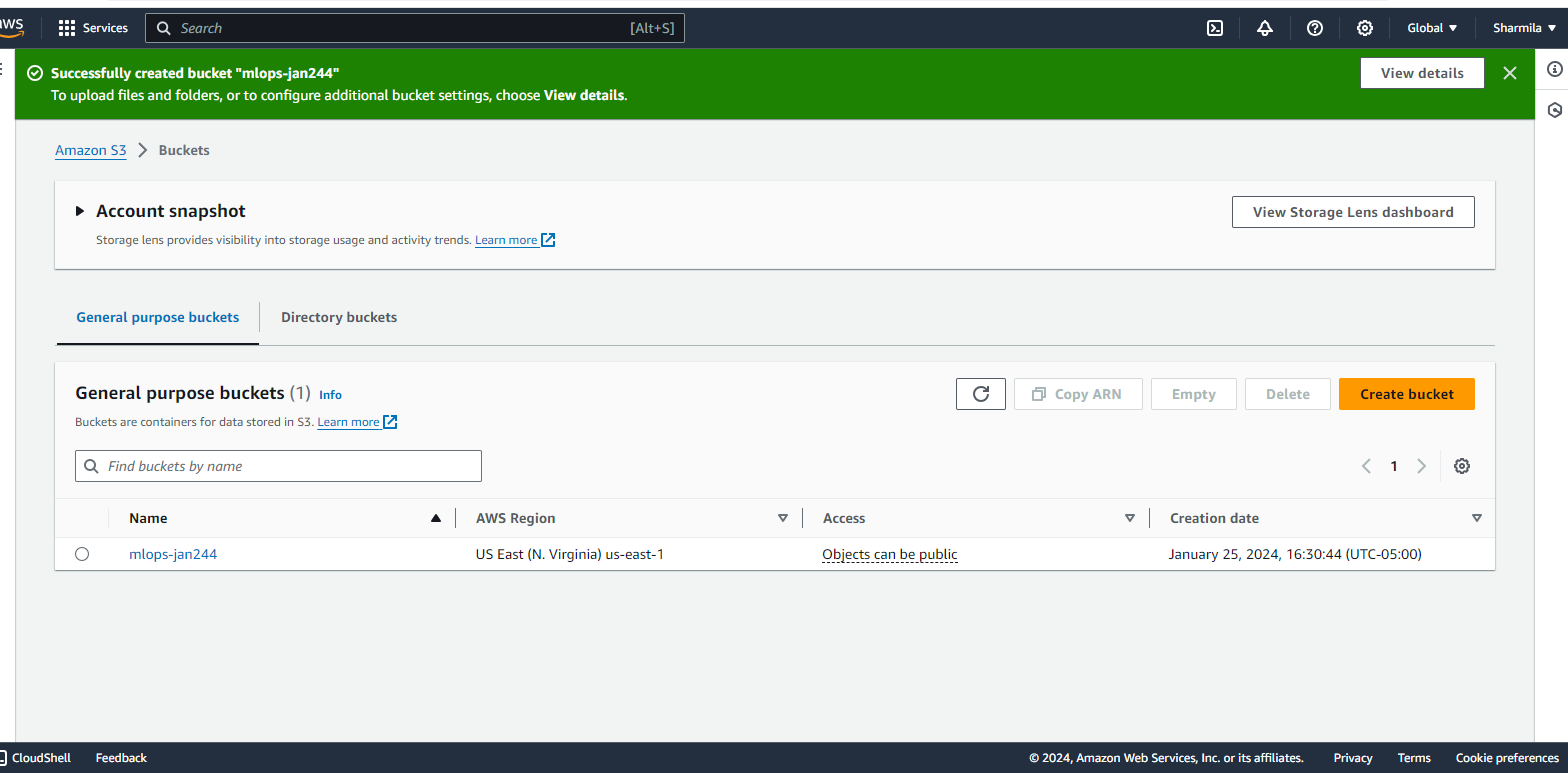 aws
Services
Search [Alt+S]
Global
Sharmila
Successfully created bucket "mlops-jan244"
To upload files and folders, or to configure additional bucket settings, choose View details.
View details
Amazon S3 > Buckets
Account snapshot
Storage lens provides visibility into storage usage and activity trends. Learn more
View Storage Lens dashboard
General purpose buckets
Directory buckets
General purpose buckets (1) Info
Buckets are containers for data stored in S3. Learn more
Copy ARN
Empty
Delete
Create bucket
Find buckets by name
1
Name AWS Region Access Creation date
mlops-jan244 US East (N. Virginia) us-east-1 Objects can be public January 25, 2024, 16:30:44 (UTC-05:00)
CloudShell Feedback © 2024, Amazon Web Services, Inc. or its affiliates. Privacy Terms Cookie preferences